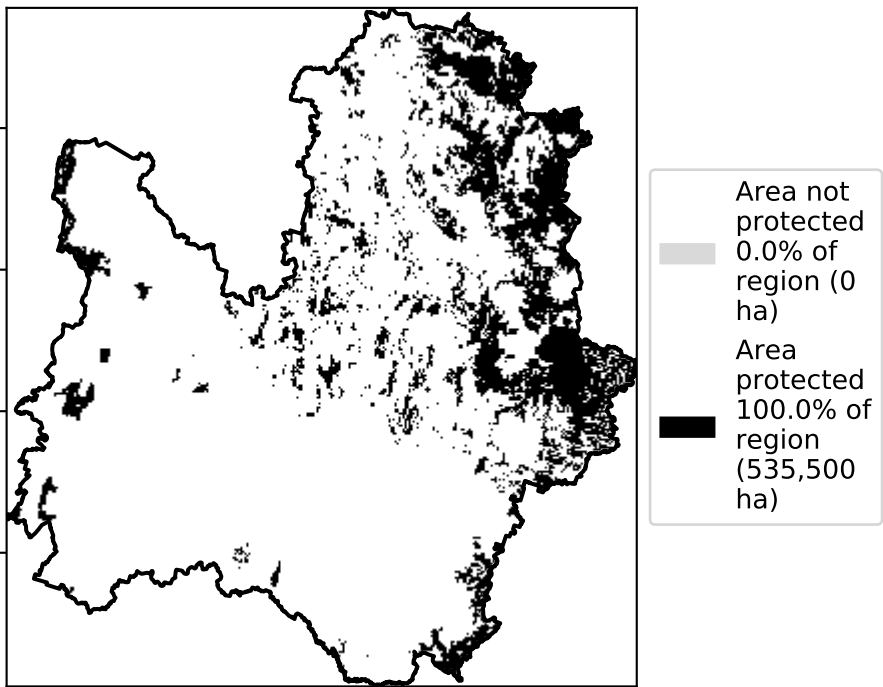 Area not
protected
0.0% of
region (0
ha)
Area
protected
100.0% of
region
(535,500
ha)